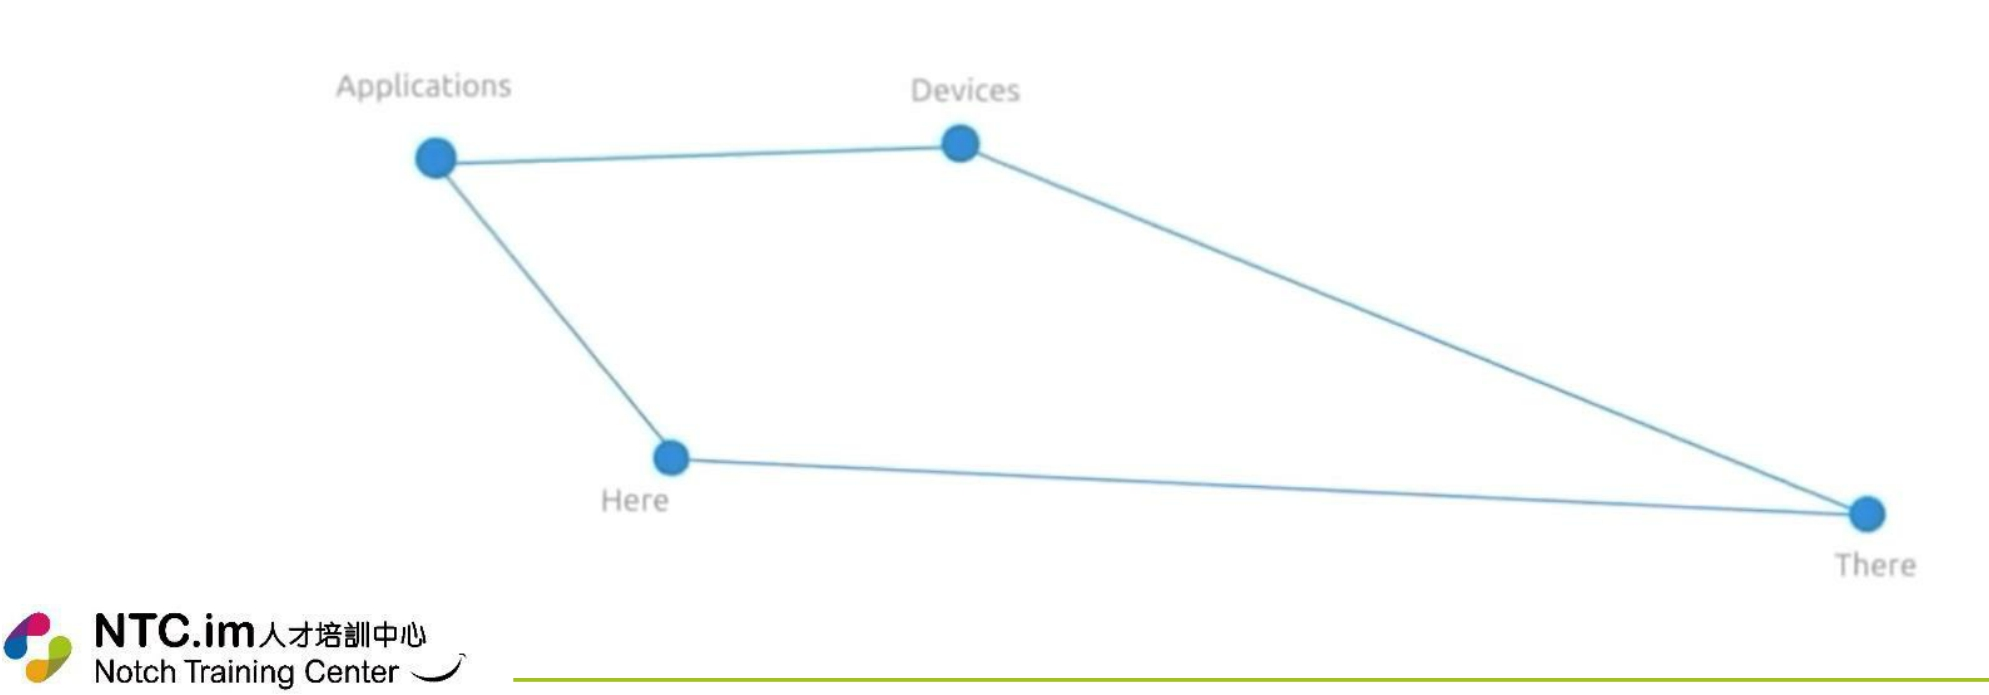 Applications
Devices
Here
There
NTC.im人才培訓中心
Notch Training Center